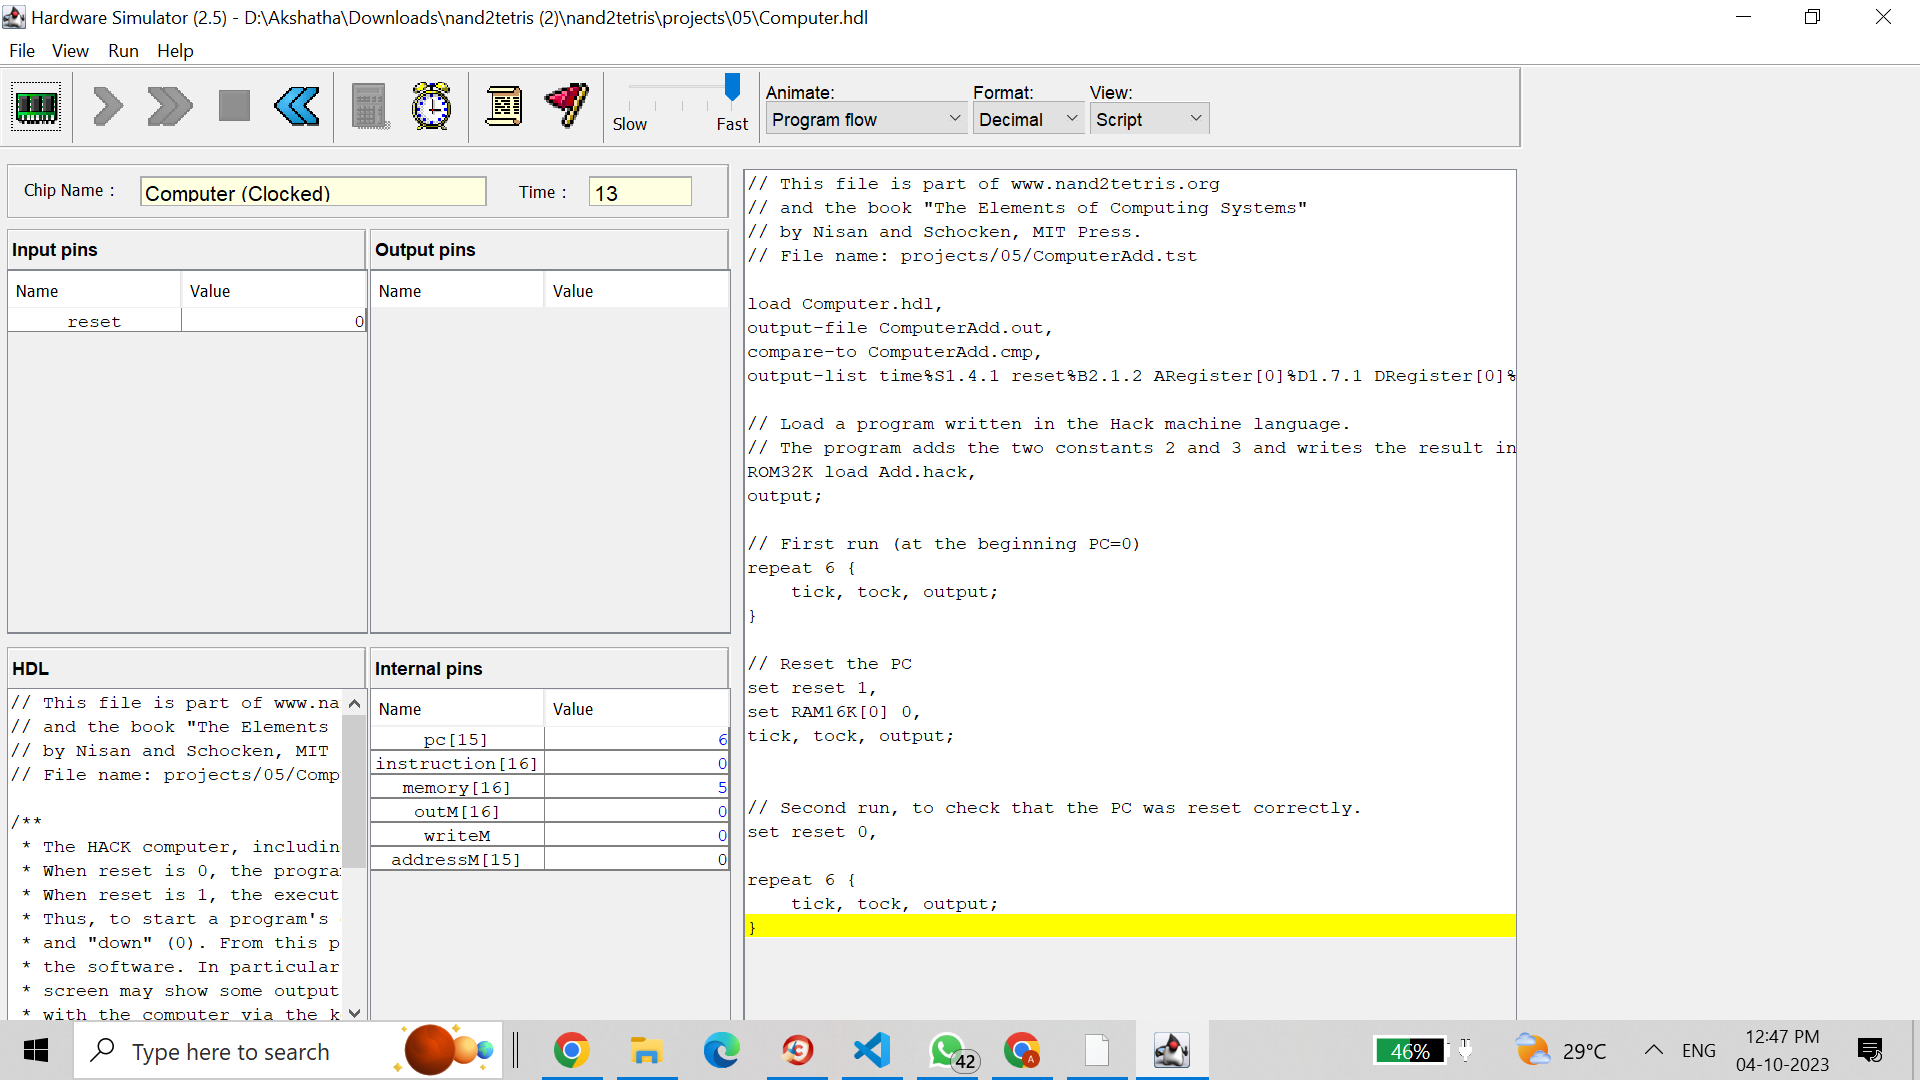 Hardware Simulator (2.5) - D:\Akshatha\Downloads\nand2tetris (2)\nand2tetris\projects\05\Computer.hdl
File View Run Help
Slow Fast
Animate:
Program flow
Format:
Decimal
View:
Script
Chip Name : Computer (Clocked) Time : 13
Input pins
Name Value
reset 0
Output pins
Name Value
HDL
// This file is part of www.na
// and the book "The Elements
// by Nisan and Schocken, MIT
// File name: projects/05/Comp
/**
* The HACK computer, includin
* When reset is 0, the progra
* When reset is 1, the execut
* Thus, to start a program's
* and "down" (0). From this p
* the software. In particular
* screen may show some output
* with the computer via the k
Internal pins
Name Value
pc[15] 6
instruction[16] 0
memory[16] 5
outM[16] 0
writeM 0
addressM[15] 0
// This file is part of www.nand2tetris.org
// and the book "The Elements of Computing Systems"
// by Nisan and Schocken, MIT Press.
// File name: projects/05/ComputerAdd.tst
load Computer.hdl,
output-file ComputerAdd.out,
compare-to ComputerAdd.cmp,
output-list time%S1.4.1 reset%B2.1.2 ARegister[0]%D1.7.1 DRegister[0]%
// Load a program written in the Hack machine language.
// The program adds the two constants 2 and 3 and writes the result in
ROM32K load Add.hack,
output;
// First run (at the beginning PC=0)
repeat 6 {
tick, tock, output;
}
// Reset the PC
set reset 1,
set RAM16K[0] 0,
tick, tock, output;
// Second run, to check that the PC was reset correctly.
set reset 0,
repeat 6 {
tick, tock, output;
}
Type here to search
42
A
46%
29°C
ENG
12:47 PM
04-10-2023